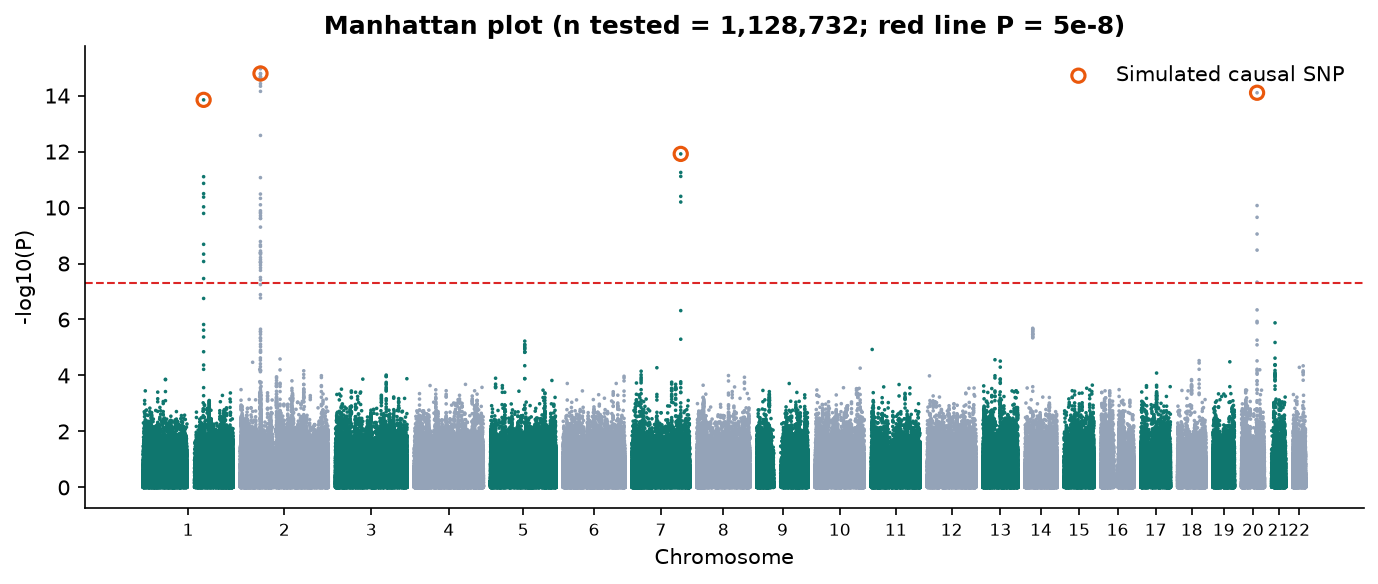 Manhattan plot (n tested = 1,128,732; red line P = 5e-8)
Simulated causal SNP
-log10(P)
14
12
10
8
6
4
2
0
1 2 3 4 5 6 7 8 9 10 11 12 13 14 15 16 17 18 19 20 21 22
Chromosome